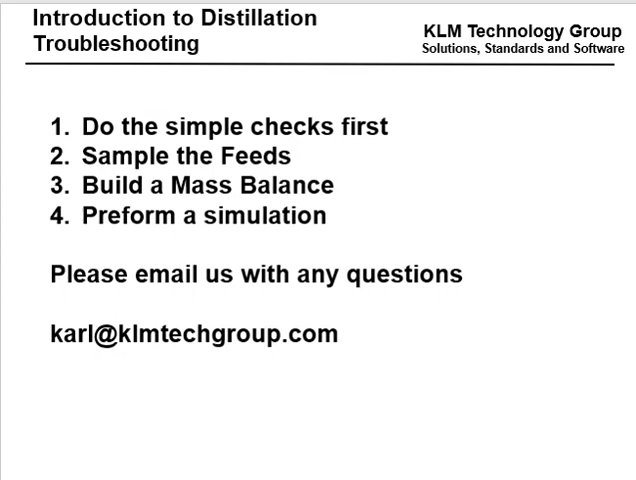 Introduction to Distillation
Troubleshooting
KLM Technology Group
Solutions, Standards and Software
1. Do the simple checks first
2. Sample the Feeds
3. Build a Mass Balance
4. Preform a simulation
Please email us with any questions
karl@klmtechgroup.com